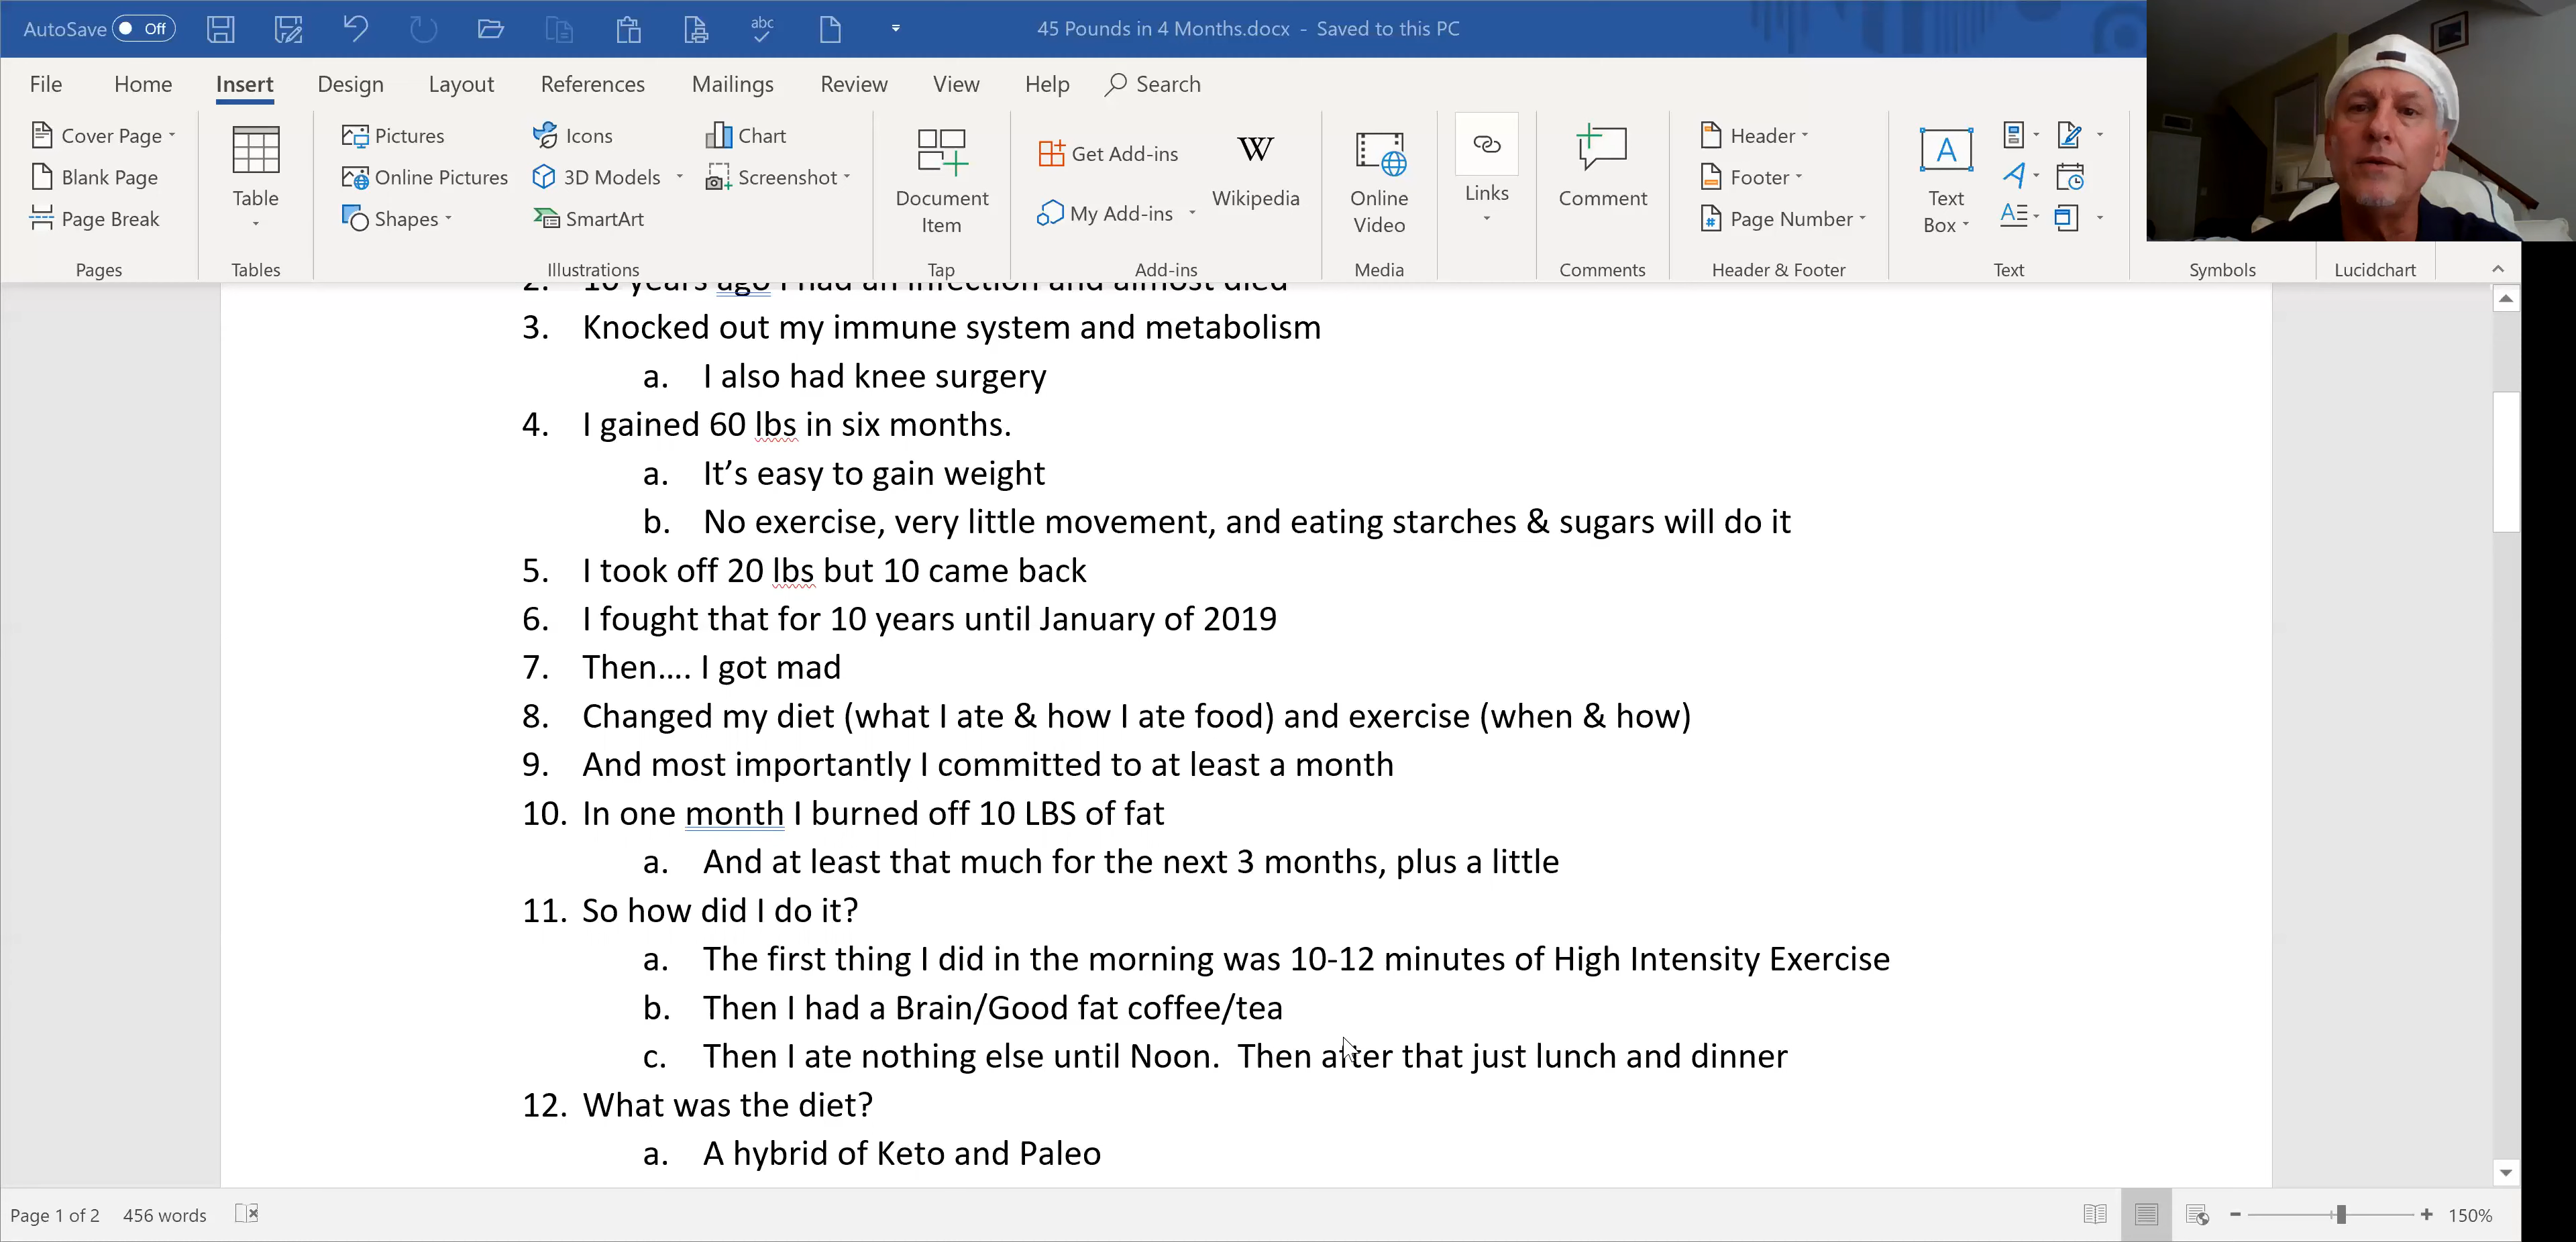 AutoSave Off abc 45 Pounds in 4 Months.docx - Saved to this PC
File Home Insert Design Layout References Mailings Review View Help Search
Cover Page
Blank Page
Page Break
Pages
Table
Tables
Pictures
Online Pictures
Shapes
Icons
3D Models
SmartArt
Chart
Screenshot
Illustrations
Document
Item
Tap
Get Add-ins
My Add-ins
W
Wikipedia
Add-ins
Online
Video
Media
Links
Comment
Comments
Header
Footer
Page Number
Header & Footer
A
Text
Box
Text
Symbols
Lucidchart
2. 10 years ago I had an infection and almost died
3. Knocked out my immune system and metabolism
a. I also had knee surgery
4. I gained 60 lbs in six months.
a. It’s easy to gain weight
b. No exercise, very little movement, and eating starches & sugars will do it
5. I took off 20 lbs but 10 came back
6. I fought that for 10 years until January of 2019
7. Then…. I got mad
8. Changed my diet (what I ate & how I ate food) and exercise (when & how)
9. And most importantly I committed to at least a month
10. In one month I burned off 10 LBS of fat
a. And at least that much for the next 3 months, plus a little
11. So how did I do it?
a. The first thing I did in the morning was 10-12 minutes of High Intensity Exercise
b. Then I had a Brain/Good fat coffee/tea
c. Then I ate nothing else until Noon.  Then after that just lunch and dinner
12. What was the diet?
a. A hybrid of Keto and Paleo
Page 1 of 2 456 words 150%